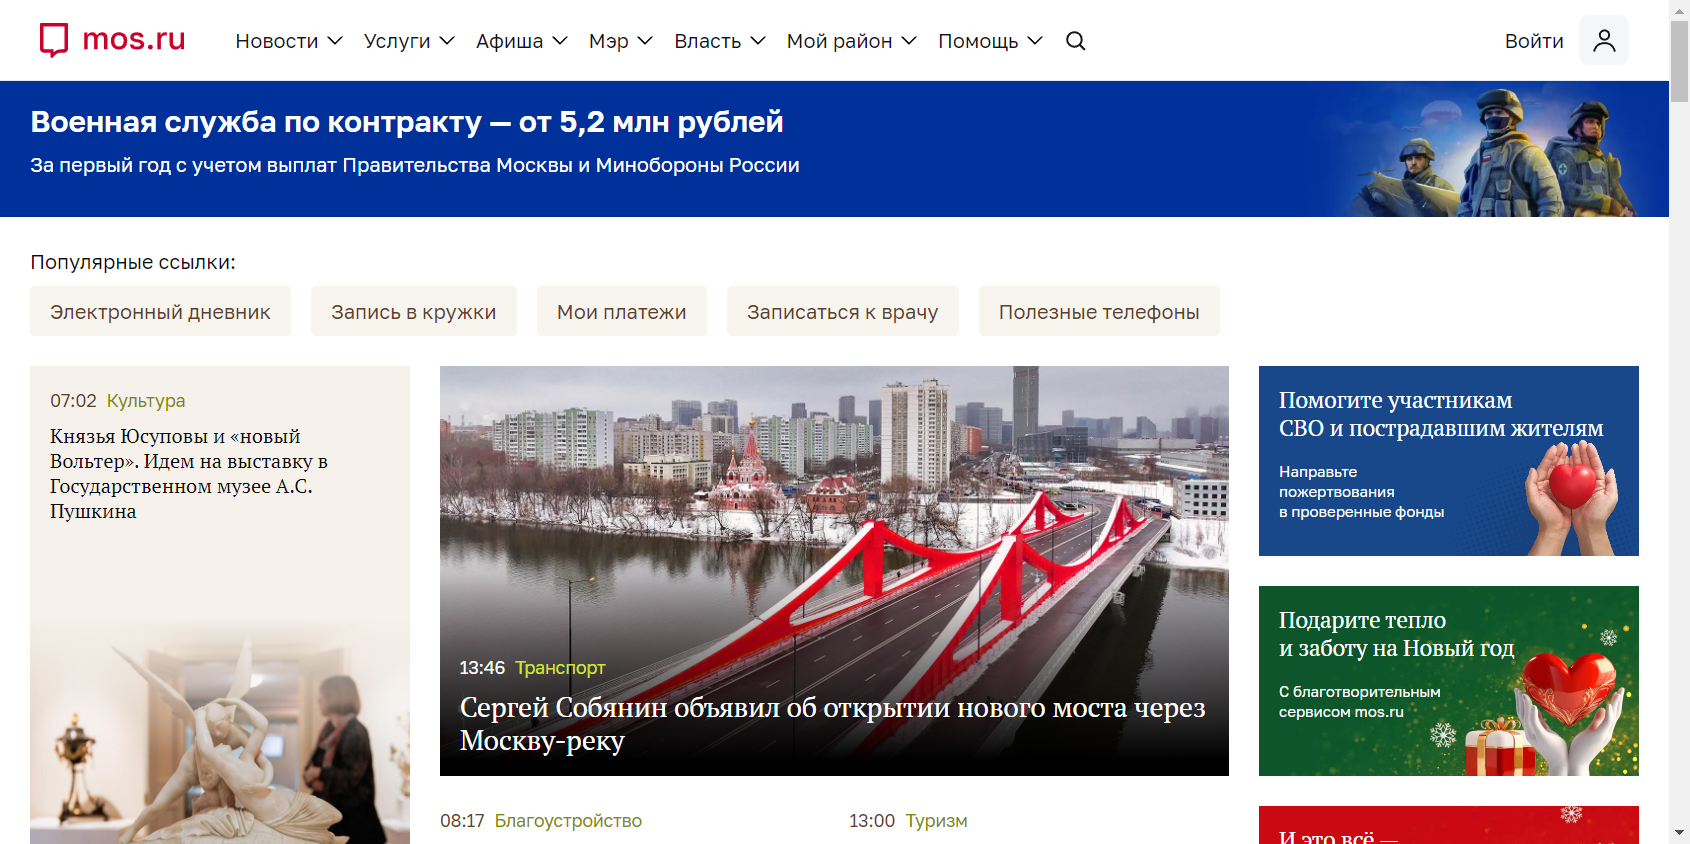 mos.ru
Новости
Услуги
Афиша
Мэр
Власть
Мой район
Помощь
Войти
Военная служба по контракту — от 5,2 млн рублей
За первый год с учетом выплат Правительства Москвы и Минобороны России
Популярные ссылки:
Электронный дневник
Запись в кружки
Мои платежи
Записаться к врачу
Полезные телефоны
07:02 Культура
Князья Юсуповы и «новый
Вольтер». Идем на выставку в
Государственном музее А.С.
Пушкина
13:46 Транспорт
Сергей Собянин объявил об открытии нового моста через
Москву-реку
08:17 Благоустройство
13:00 Туризм
Помогите участникам
СВО и пострадавшим жителям
Направьте
пожертвования
в проверенные фонды
Подарите тепло
и заботу на Новый год
С благотворительным
сервисом mos.ru
И это всё —